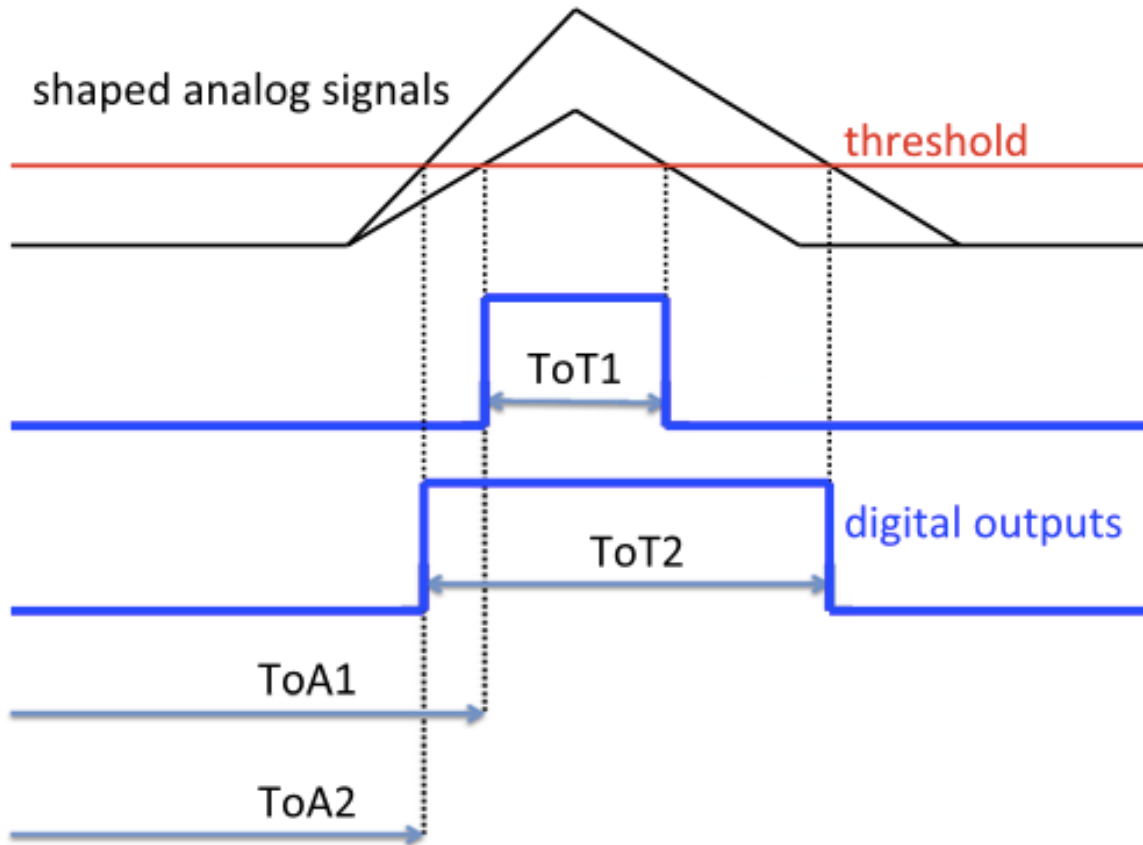 shaped analog signals
threshold
ToT1
digital outputs
ToT2
ToA1
ToA2